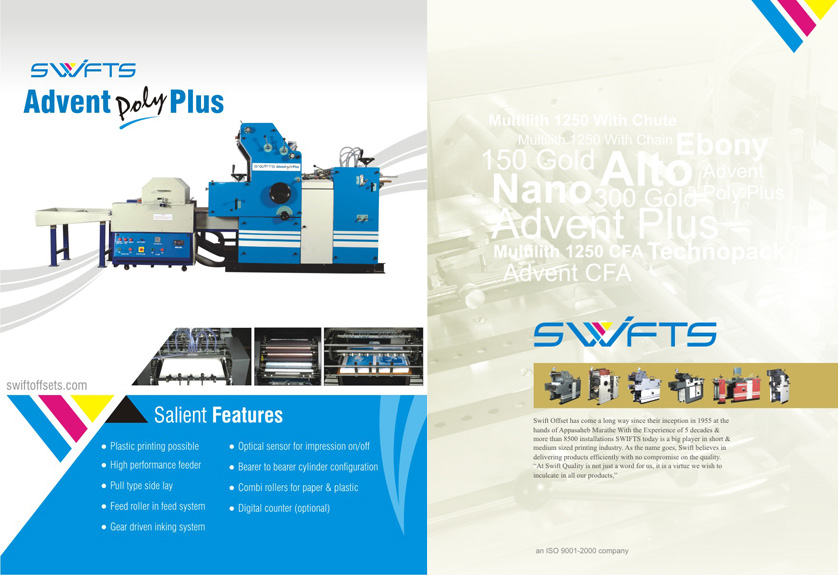 SWIFTS
Advent Poly Plus
SWIFTS Advent Poly Plus
swiftoffsets.com
Salient Features
Plastic printing possible
High performance feeder
Pull type side lay
Feed roller in feed system
Gear driven inking system
Optical sensor for impression on/off
Bearer to bearer cylinder configuration
Combi rollers for paper & plastic
Digital counter (optional)
Multilith 1250 With Chute
Multilith 1250 With Chain
Ebony
150 Gold
Alto
Advent
Nano
300 Gold
Poly Plus
Advent Plus
Multilith 1250 CFA
Technopack
Advent CFA
SWIFTS
Swift Offset has come a long way since their inception in 1955 at the
hands of Appasaheb Marathe With the Experience of 5 decades &
more than 8500 installations SWIFTS today is a big player in short &
medium sized printing industry. As the name goes, Swift believes in
delivering products efficiently with no compromise on the quality.
"At Swift Quality is not just a word for us, it is a virtue we wish to
inculcate in all our products,"
an ISO 9001-2000 company